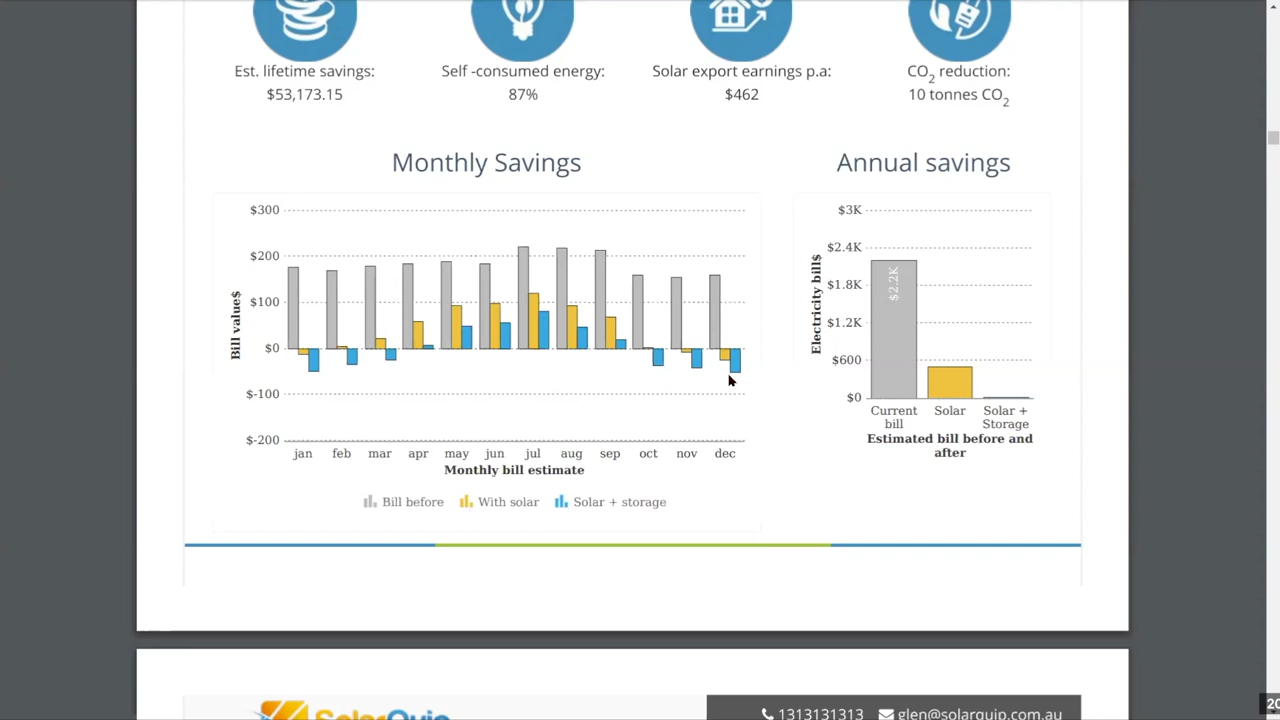 Est. lifetime savings:
$53,173.15
Self -consumed energy:
87%
Solar export earnings p.a:
$462
CO2 reduction:
10 tonnes CO2
Monthly Savings
$300
$200
$100
$0
$-100
$-200
Bill value$
jan feb mar apr may jun jul aug sep oct nov dec
Monthly bill estimate
Bill before With solar Solar + storage
Annual savings
$3K
$2.4K
$1.8K
$1.2K
$600
$0
Electricity bill$
$2.2K
Current
bill
Solar
Solar +
Storage
Estimated bill before and
after
SolarQuip
1313131313 glen@solarquip.com.au
20